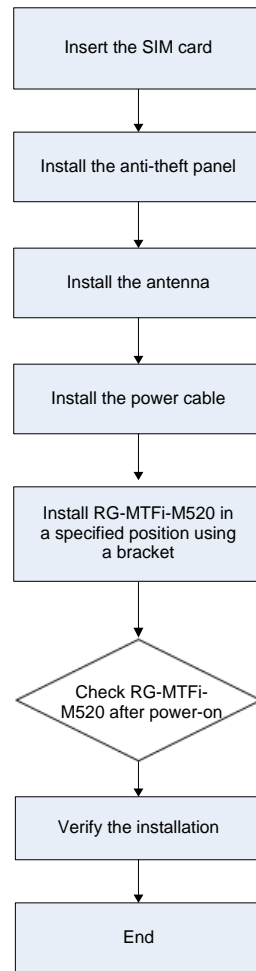 Insert the SIM card
Install the anti-theft panel
Install the antenna
Install the power cable
Install RG-MTFi-M520 in
a specified position using
a bracket
Check RG-MTFi-
M520 after power-on
Verify the installation
End